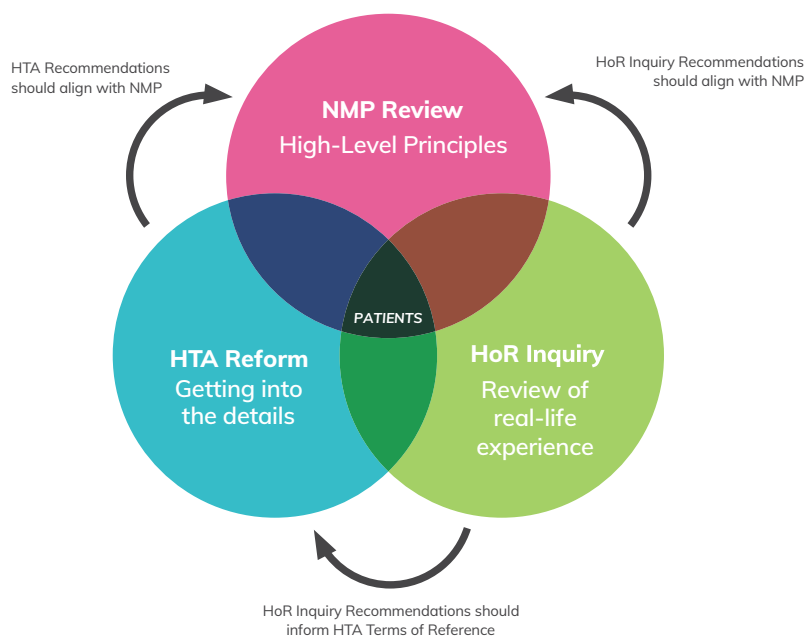 HTA Recommendations
should align with NMP
HoR Inquiry Recommendations
should align with NMP
NMP Review
High-Level Principles
PATIENTS
HTA Reform
Getting into
the details
HoR Inquiry
Review of
real-life
experience
HoR Inquiry Recommendations should
inform HTA Terms of Reference